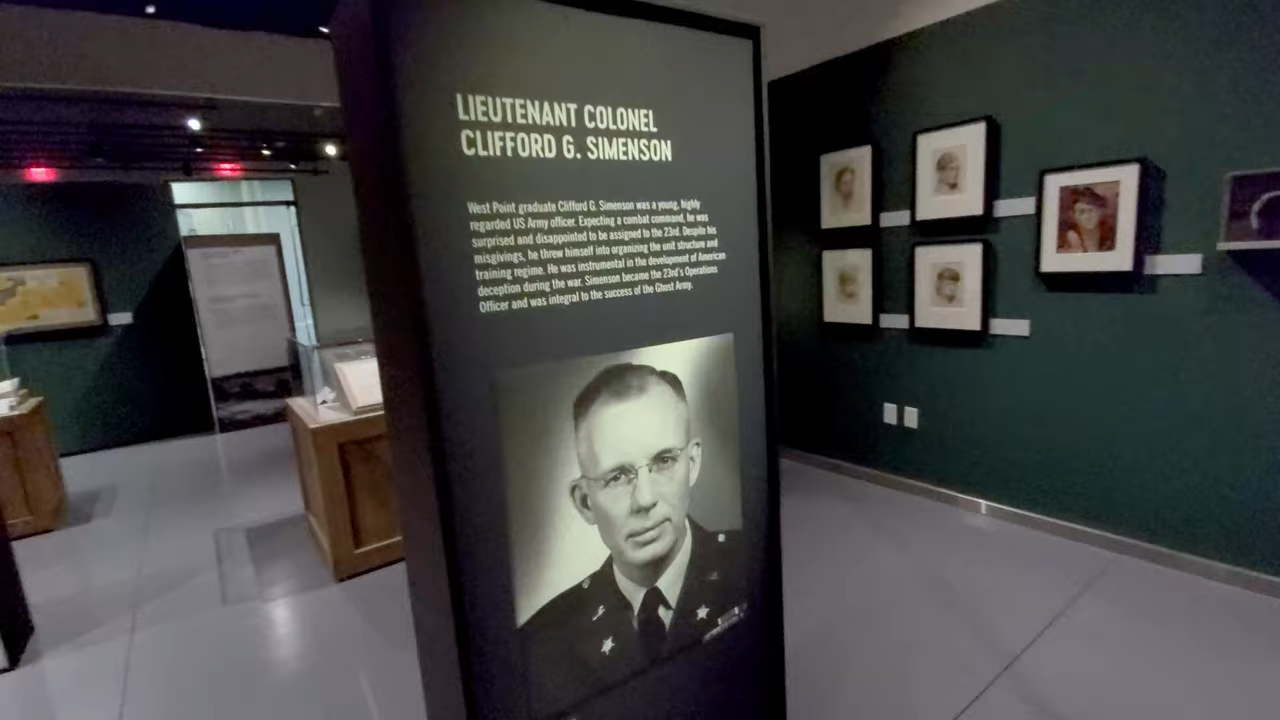 LIEUTENANT COLONEL
CLIFFORD G. SIMENSON
West Point graduate Clifford G. Simenson was a young, highly
regarded US Army officer. Expecting a combat command, he was
surprised and disappointed to be assigned to the 23rd. Despite his
misgivings, he threw himself into organizing the unit structure and
training regime. He was instrumental in the development of American
deception during the war. Simenson became the 23rd's Operations
Officer and was integral to the success of the Ghost Army.